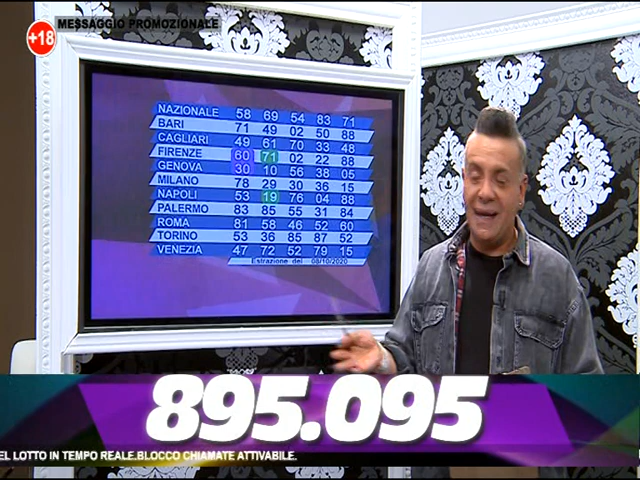 +18 MESSAGGIO PROMOZIONALE
NAZIONALE 58 69 54 83 71
BARI 71 49 02 50 88
CAGLIARI 49 61 70 33 48
FIRENZE 60 71 02 22 88
GENOVA 30 10 56 38 05
MILANO 78 29 30 36 15
NAPOLI 53 19 76 04 88
PALERMO 83 85 55 31 84
ROMA 81 58 46 52 60
TORINO 53 36 85 87 52
VENEZIA 47 72 52 79 15
Estrazione del 08/10/2020
895.095
EL LOTTO IN TEMPO REALE.BLOCCO CHIAMATE ATTIVABILE.